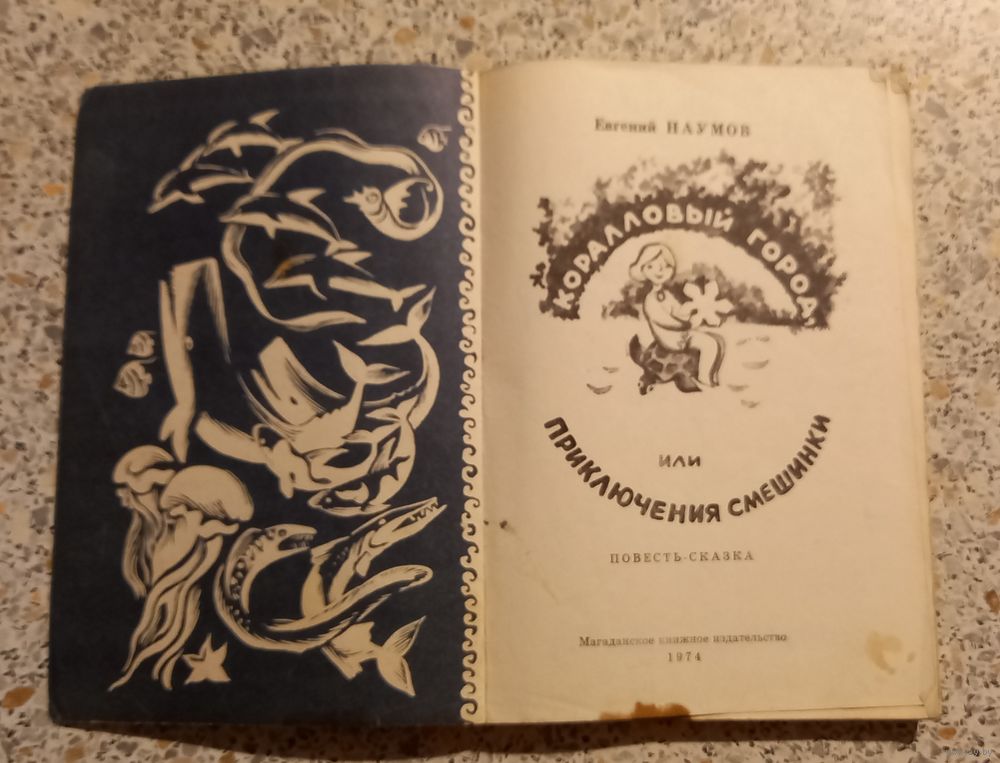 Евгений НАУМОВ
КОРАЛЛОВЫЙ ГОРОД,
ИЛИ
ПРИКЛЮЧЕНИЯ СМЕШИНКИ
ПОВЕСТЬ-СКАЗКА
Магаданское книжное издательство
1974